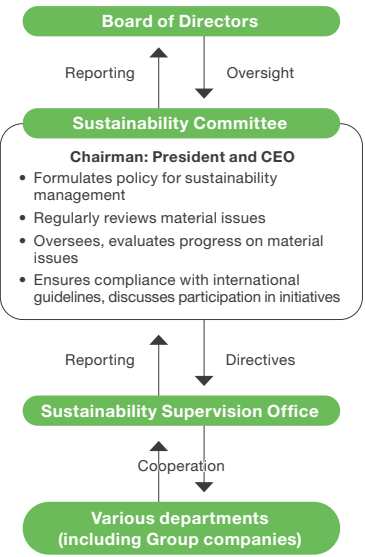 Board of Directors
Reporting
Oversight
Sustainability Committee
Chairman: President and CEO
• Formulates policy for sustainability
management
• Regularly reviews material issues
• Oversees, evaluates progress on material
issues
• Ensures compliance with international
guidelines, discusses participation in initiatives
Reporting
Directives
Sustainability Supervision Office
Cooperation
Various departments
(including Group companies)